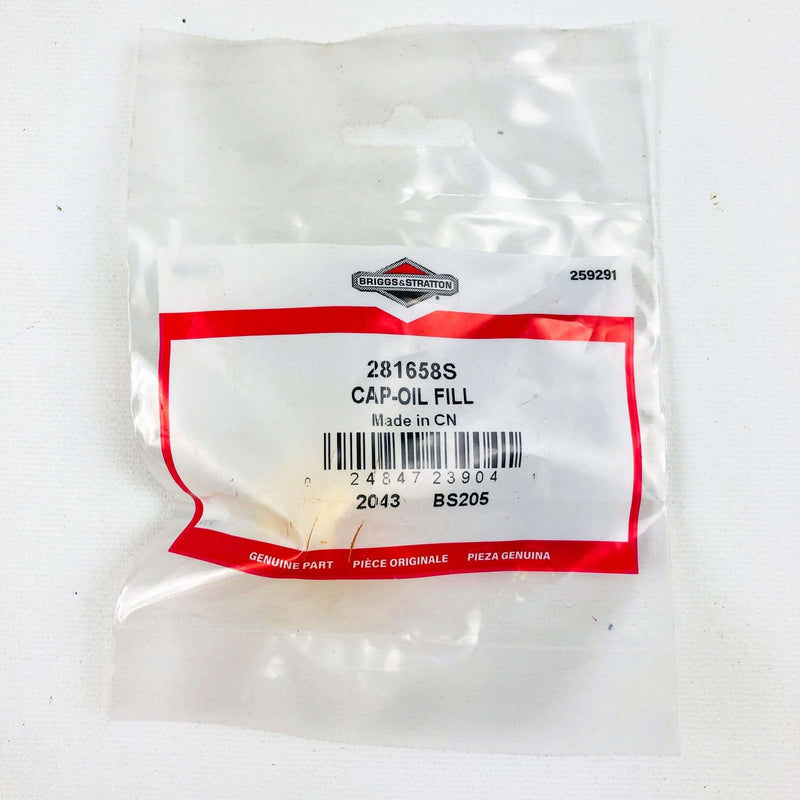 BRIGGS&STRATTON
259291
281658S
CAP-OIL FILL
Made in CN
0 24847 23904 1
2043 BS205
GENUINE PART PIÈCE ORIGINALE PIEZA GENUINA